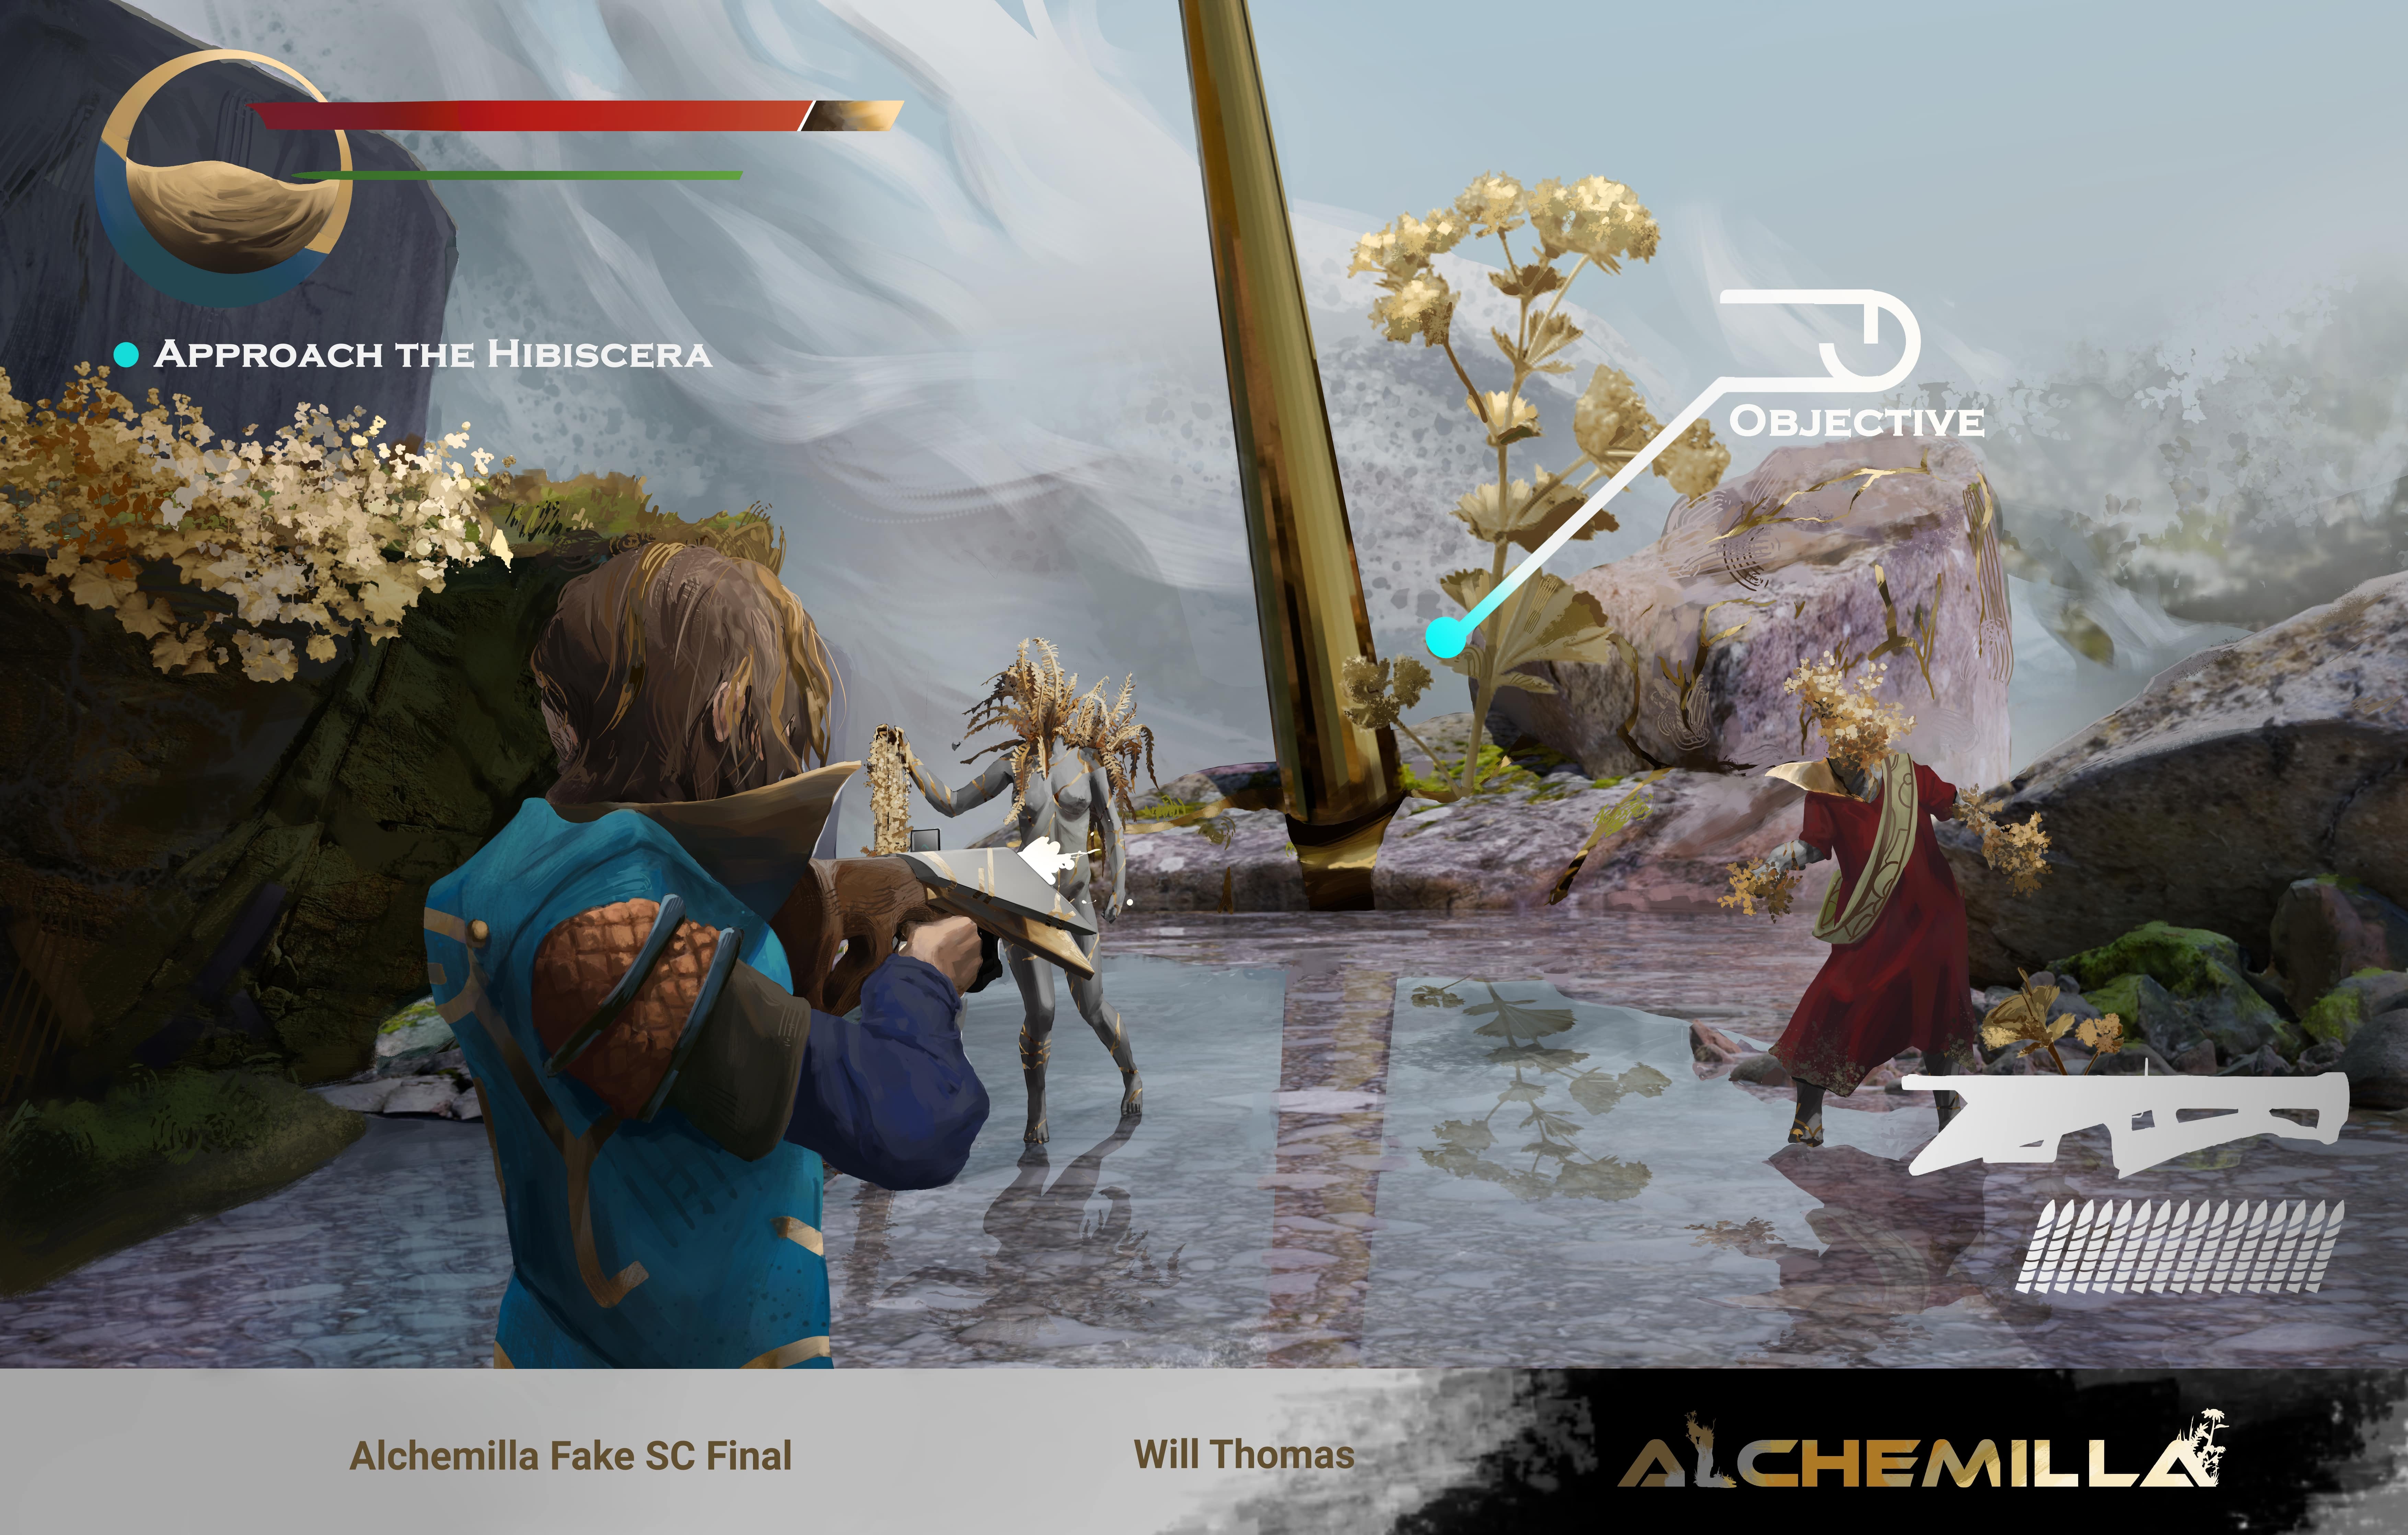 Approach the Hibiscera
Objective
Alchemilla Fake SC Final
Will Thomas
ALCHEMILLA